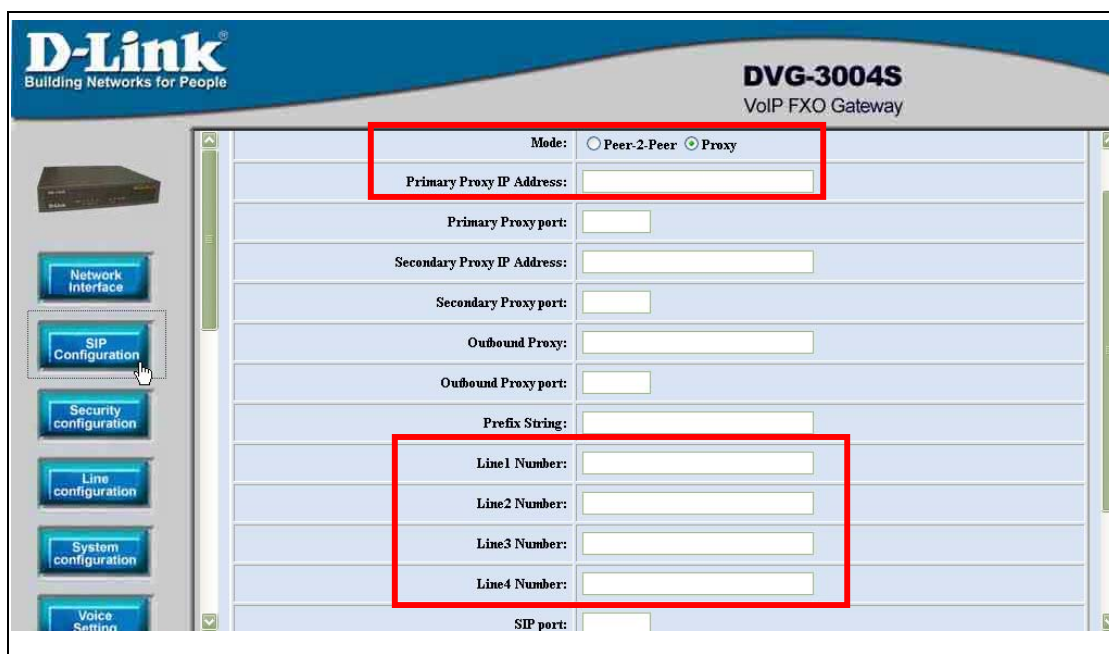 D-Link®
Building Networks for People
DVG-3004S
VoIP FXO Gateway
Mode: Peer-2-Peer Proxy
Primary Proxy IP Address:
Primary Proxy port:
Secondary Proxy IP Address:
Secondary Proxy port:
Outbound Proxy:
Outbound Proxy port:
Prefix String:
Line1 Number:
Line2 Number:
Line3 Number:
Line4 Number:
SIP port:
Network
Interface
SIP
Configuration
Security
configuration
Line
configuration
System
configuration
Voice
Setting